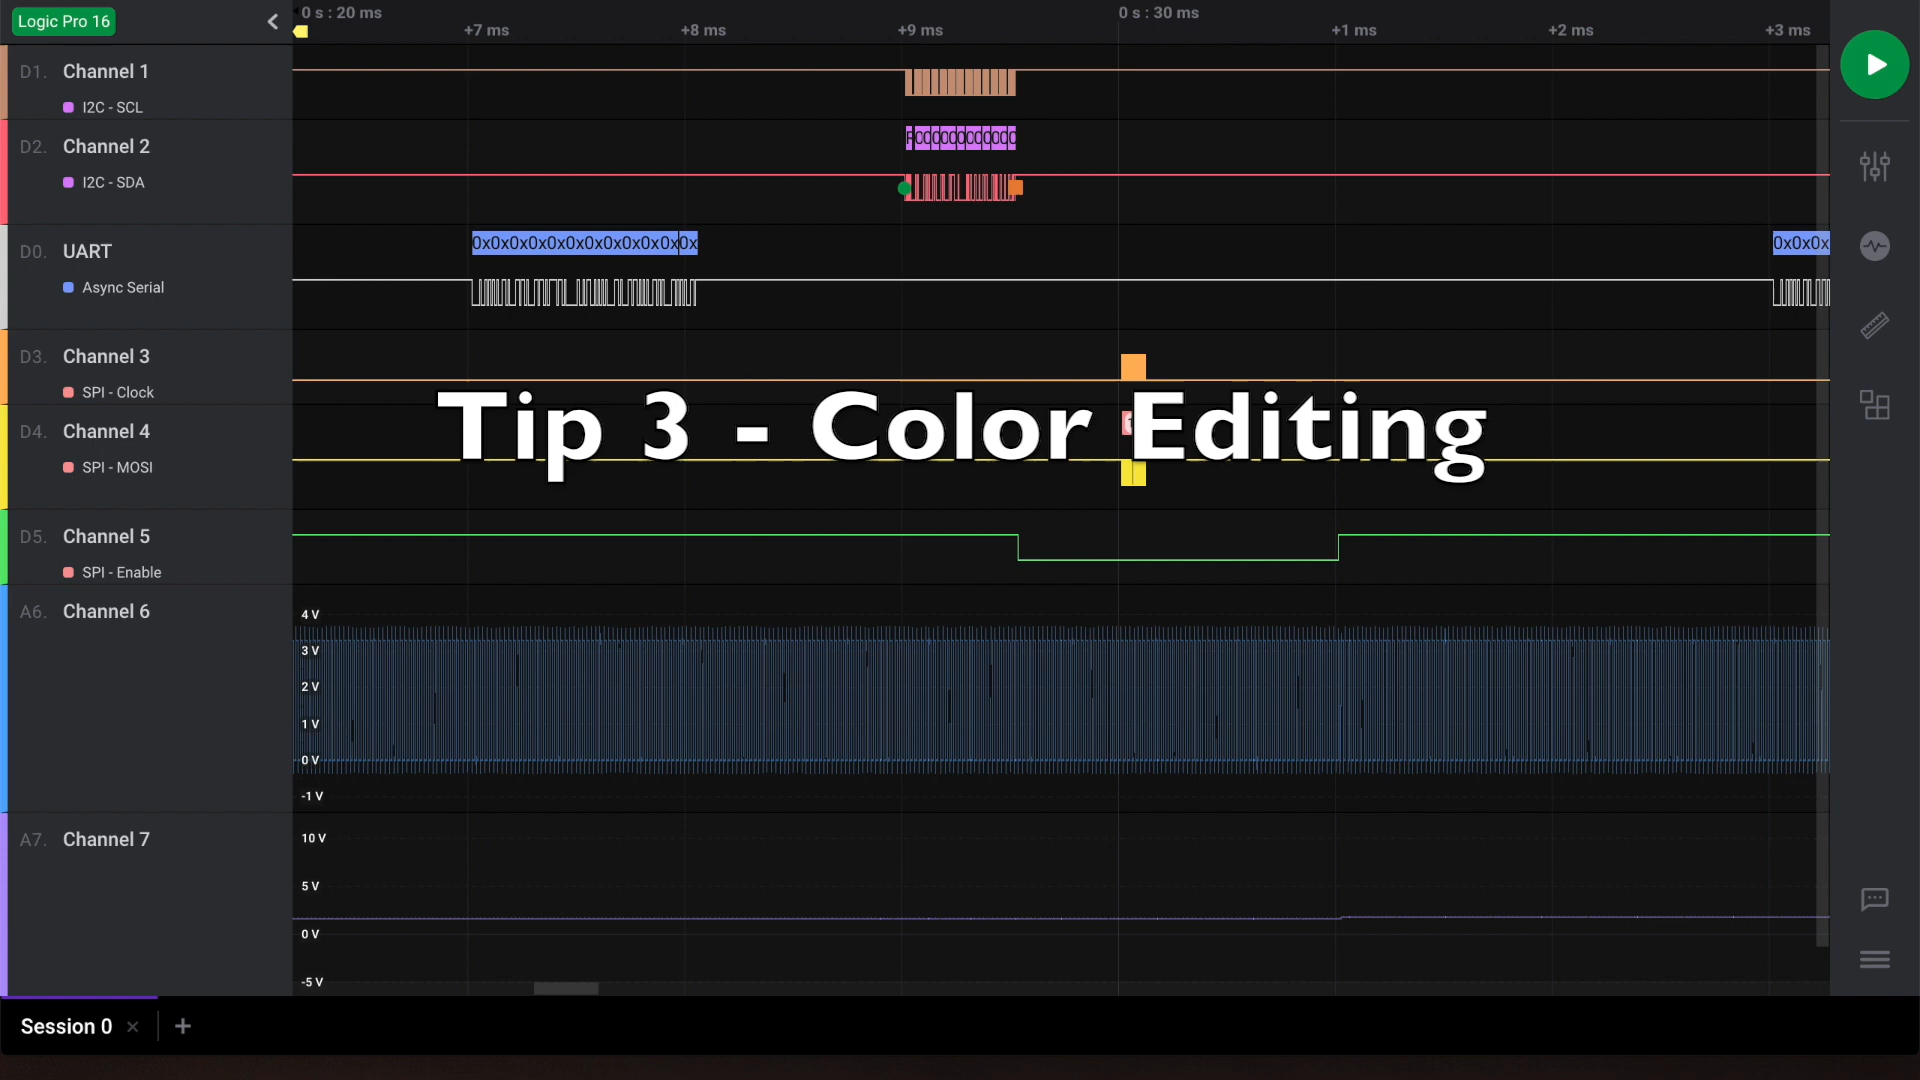 Logic Pro 16
0 s : 20 ms
0 s : 30 ms
+7 ms
+8 ms
+9 ms
+1 ms
+2 ms
+3 ms
D1. Channel 1
I2C - SCL
D2. Channel 2
I2C - SDA
D0. UART
0x0x0x0x0x0x0x0x0x0x0x0x
0x0x0x
Async Serial
D3. Channel 3
SPI - Clock
Tip 3 - Color Editing
D4. Channel 4
SPI - MOSI
D5. Channel 5
SPI - Enable
A6. Channel 6
4 V
3 V
2 V
1 V
0 V
-1 V
A7. Channel 7
10 V
5 V
0 V
-5 V
Session 0